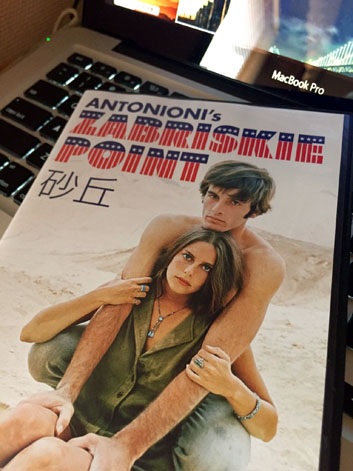 MacBook Pro
ANTONIONI's
ZABRISKIE
POINT
砂丘